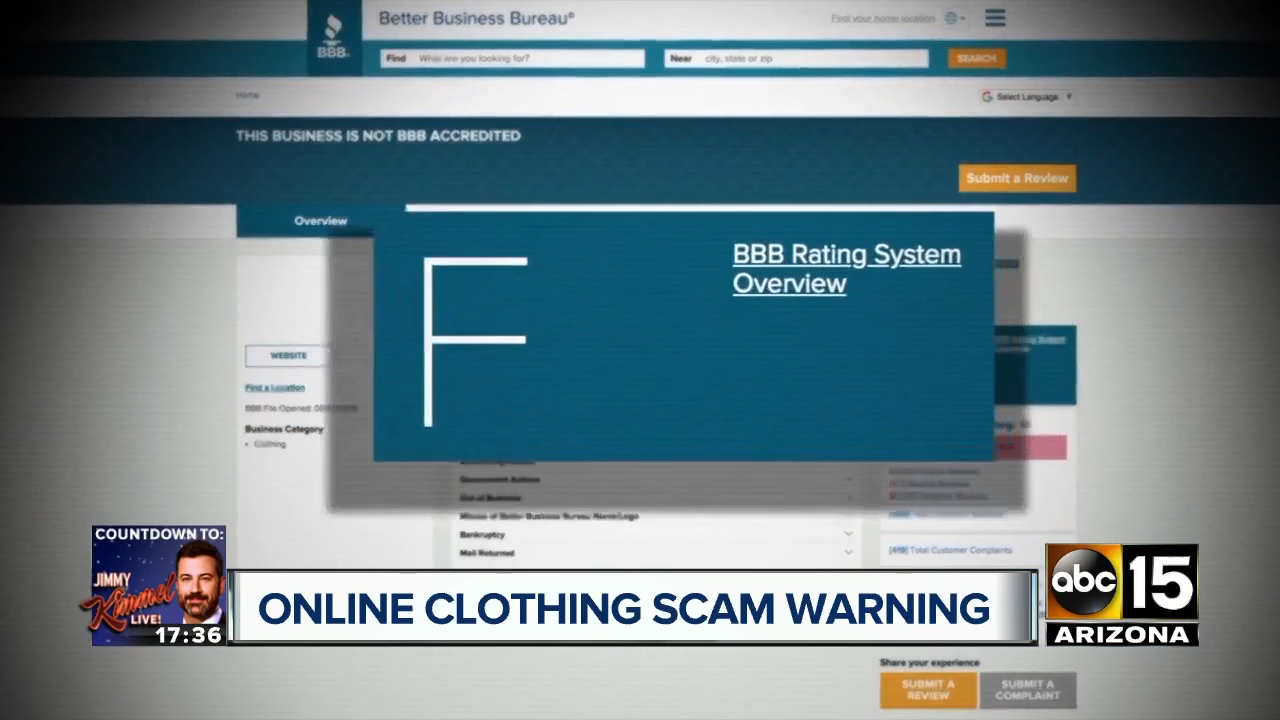 Better Business Bureau®
Find your home location
BBB
Find What are you looking for?
Near city, state or zip
SEARCH
Home
Select Language
THIS BUSINESS IS NOT BBB ACCREDITED
Submit a Review
Overview
F
BBB Rating System
Overview
WEBSITE
Find a Location
BBB File Opened:
Business Category
• Clothing
Government Actions
Out of Business
Misuse of Better Business Bureau Name/Logo
Bankruptcy
Mail Returned
Total Customer Complaints
COUNTDOWN TO:
JIMMY
Kimmel
LIVE!
17:36
ONLINE CLOTHING SCAM WARNING
abc 15
ARIZONA
Share your experience
SUBMIT A
REVIEW
SUBMIT A
COMPLAINT